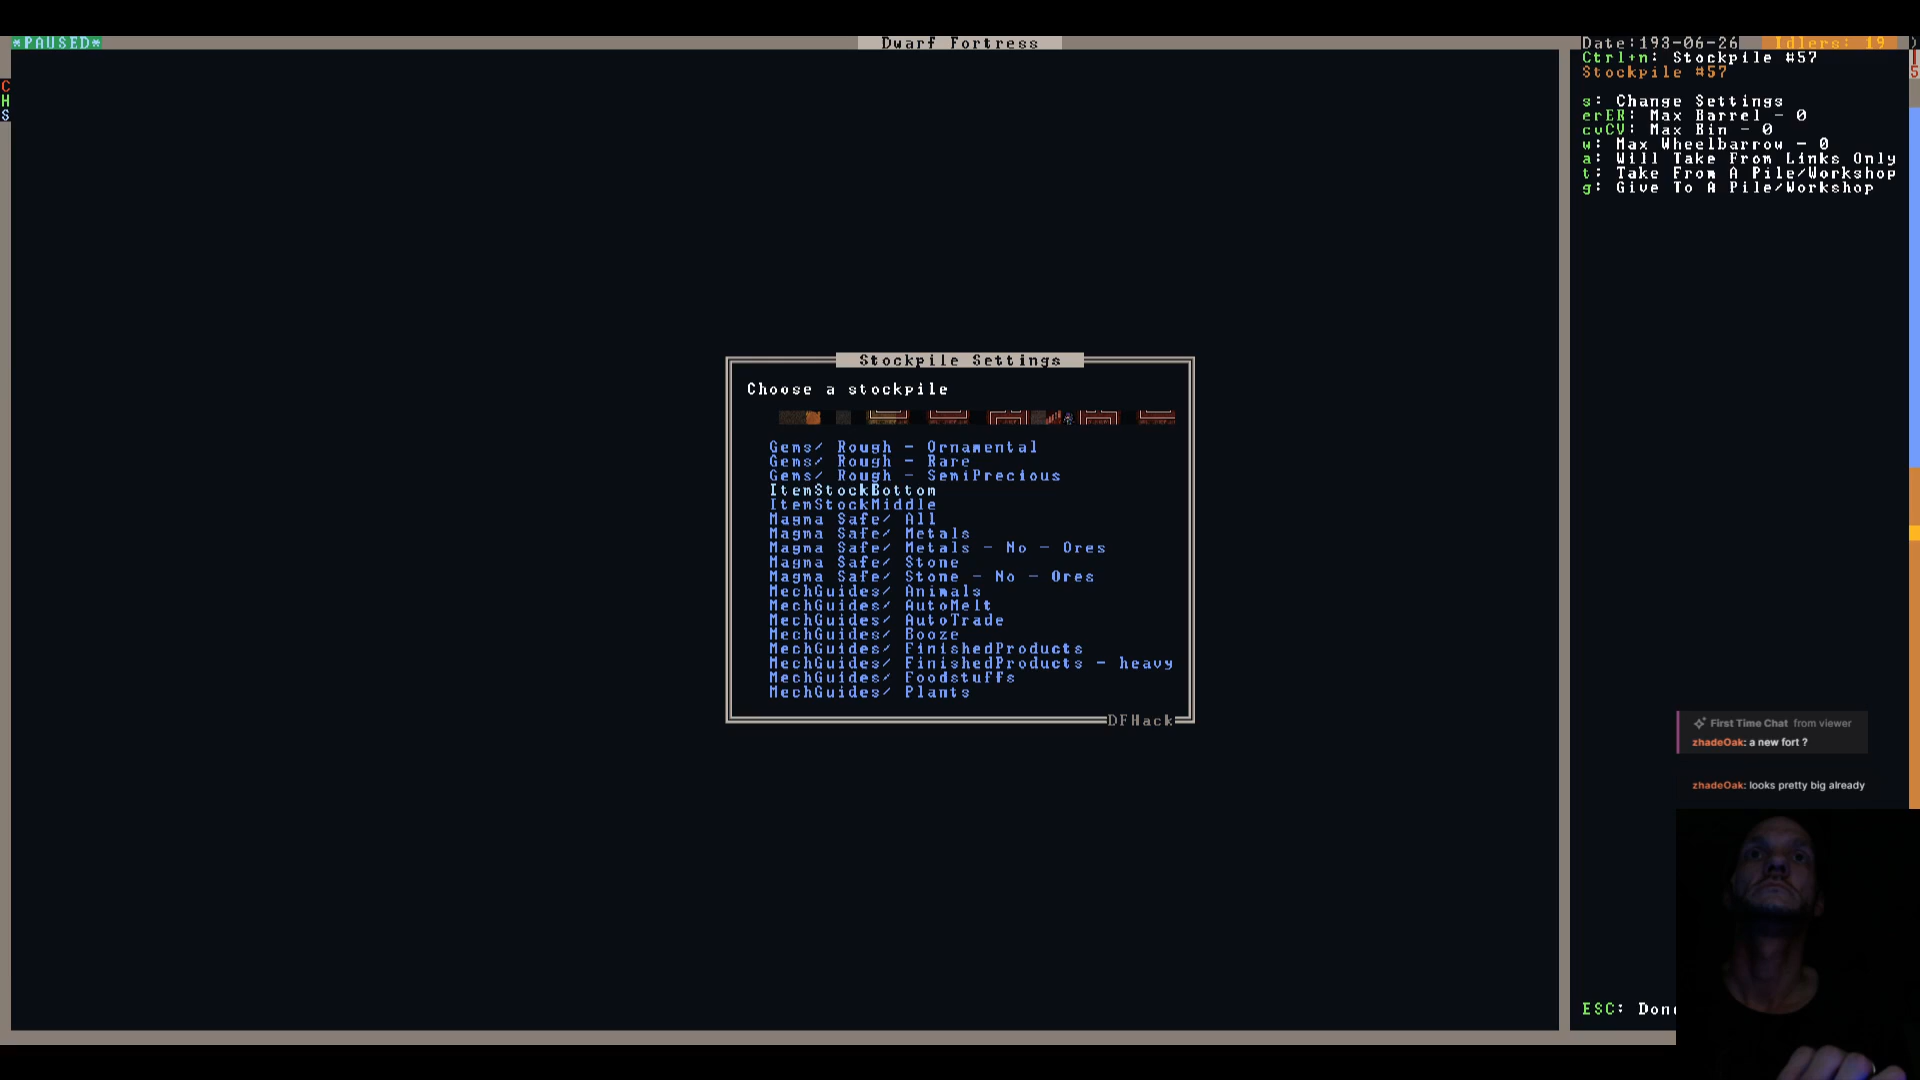 *PAUSED*
Dwarf Fortress
Date:193-06-26
Idlers: 19
Ctrl+n: Stockpile #57
Stockpile #57
s: Change Settings
erER: Max Barrel - 0
cvCV: Max Bin - 0
w: Max Wheelbarrow - 0
a: Will Take From Links Only
t: Take From A Pile/Workshop
g: Give To A Pile/Workshop
C
H
S
Stockpile Settings
Choose a stockpile
Gems/ Rough - Ornamental
Gems/ Rough - Rare
Gems/ Rough - SemiPrecious
ItemStockBottom
ItemStockMiddle
Magma Safe/ All
Magma Safe/ Metals
Magma Safe/ Metals - No - Ores
Magma Safe/ Stone
Magma Safe/ Stone - No - Ores
MechGuides/ Animals
MechGuides/ AutoMelt
MechGuides/ AutoTrade
MechGuides/ Booze
MechGuides/ FinishedProducts
MechGuides/ FinishedProducts - heavy
MechGuides/ Foodstuffs
MechGuides/ Plants
DFHack
First Time Chat from viewer
zhadeOak: a new fort ?
zhadeOak: looks pretty big already
ESC: Done